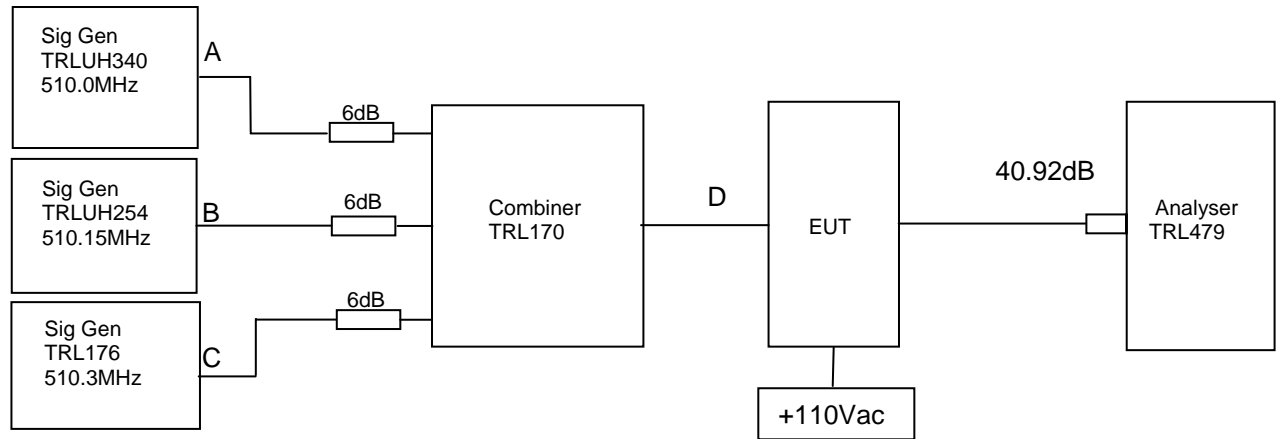 Sig Gen
TRLUH340
510.0MHz
A
6dB
Sig Gen
TRLUH254
510.15MHz
B
6dB
Sig Gen
TRL176
510.3MHz
C
6dB
Combiner
TRL170
D
EUT
+110Vac
40.92dB
Analyser
TRL479